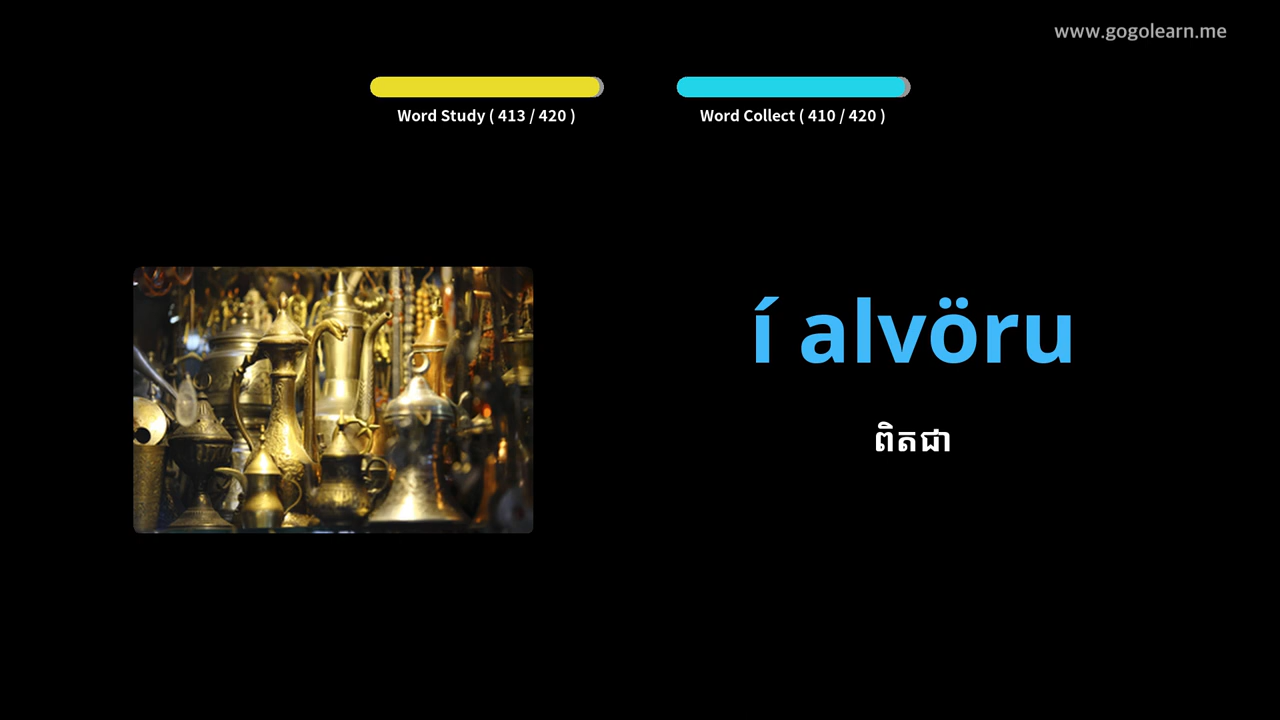 www.gogolearn.me
Word Study ( 413 / 420 )
Word Collect ( 410 / 420 )
í alvöru
ពិតជា